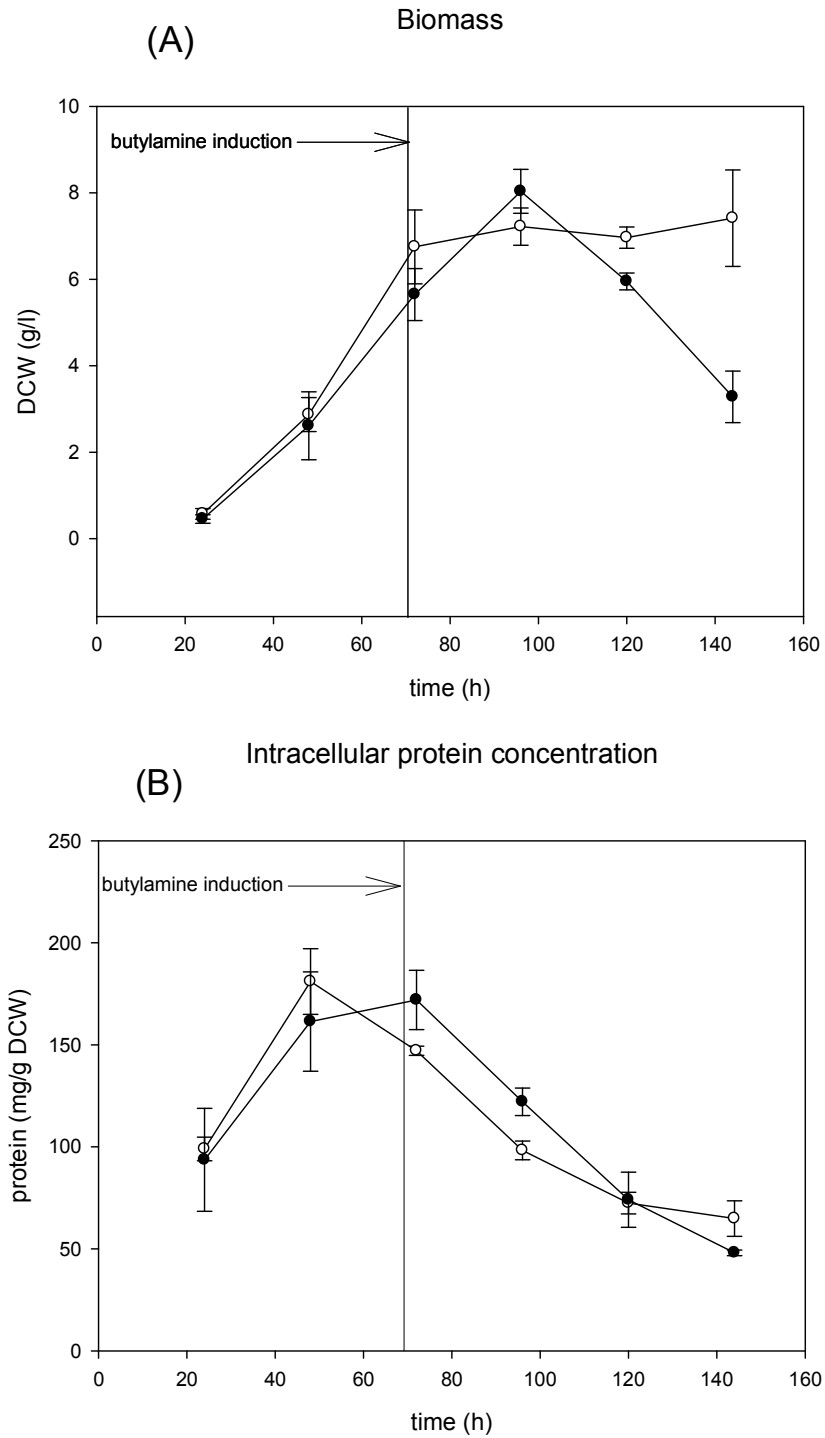 Biomass
(A)
10
butylamine induction
8
6
DCW (g/l)
4
2
0
0 20 40 60 80 100 120 140 160
time (h)
Intracellular protein concentration
(B)
250
butylamine induction
200
150
protein (mg/g DCW)
100
50
0
0 20 40 60 80 100 120 140 160
time (h)